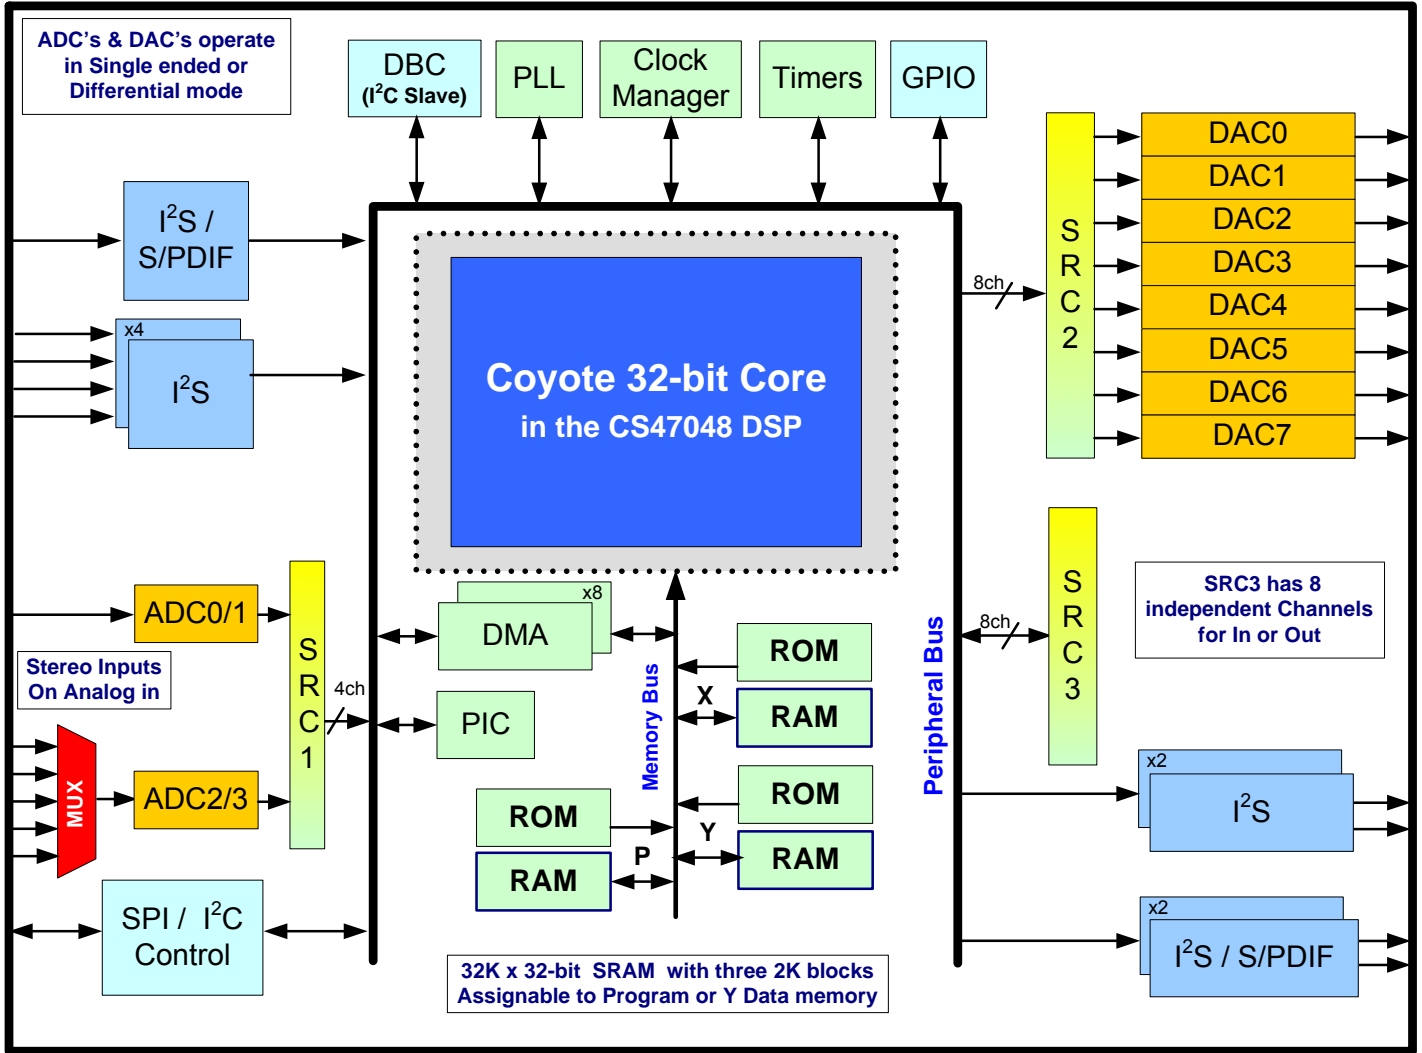 ADC's & DAC's operate
in Single ended or
Differential mode
DBC
(I²C Slave)
PLL
Clock
Manager
Timers
GPIO
I²S /
S/PDIF
x4
I²S
Coyote 32-bit Core
in the CS47048 DSP
8ch
S
R
C
2
DAC0
DAC1
DAC2
DAC3
DAC4
DAC5
DAC6
DAC7
ADC0/1
Stereo Inputs
On Analog in
MUX
ADC2/3
S
R
C
1
4ch
x8
DMA
PIC
Memory Bus
ROM
X
RAM
ROM
Y
RAM
ROM
P
RAM
Peripheral Bus
8ch
S
R
C
3
SRC3 has 8
independent Channels
for In or Out
x2
I²S
x2
I²S / S/PDIF
SPI / I²C
Control
32K x 32-bit SRAM with three 2K blocks
Assignable to Program or Y Data memory